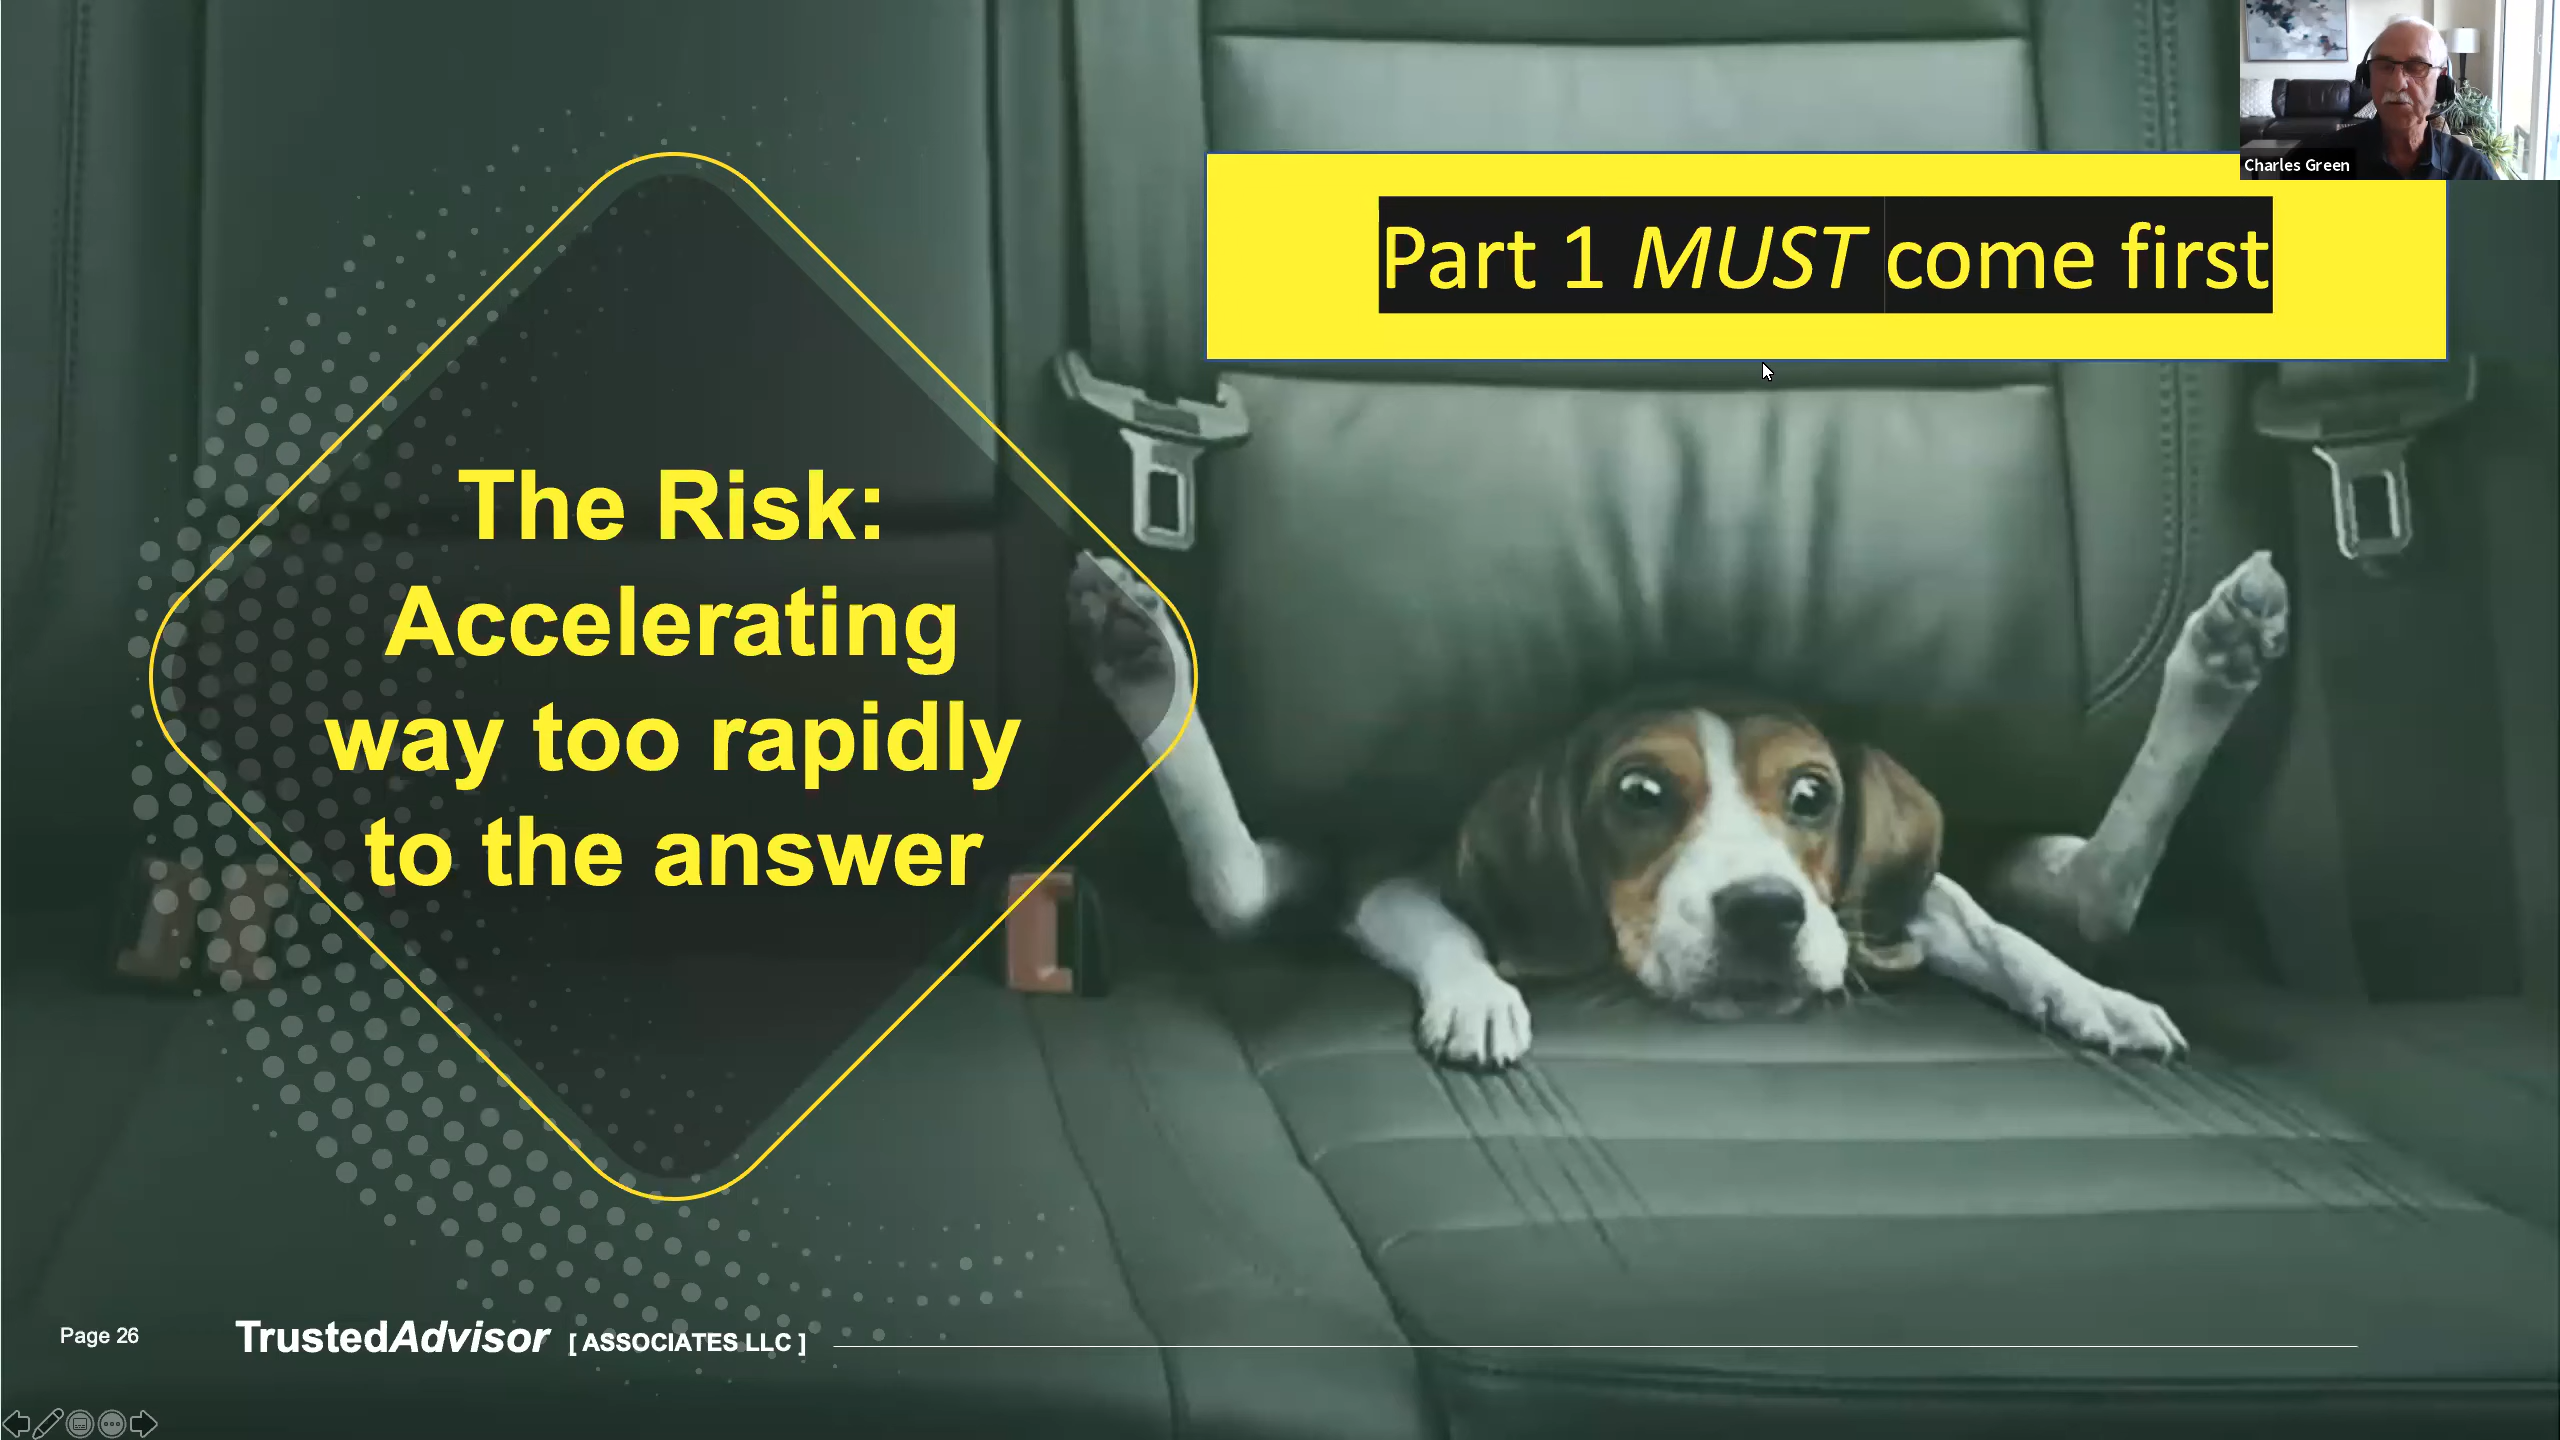 Charles Green
Part 1 MUST come first
The Risk:
Accelerating
way too rapidly
to the answer
Page 26
TrustedAdvisor [ ASSOCIATES LLC ]